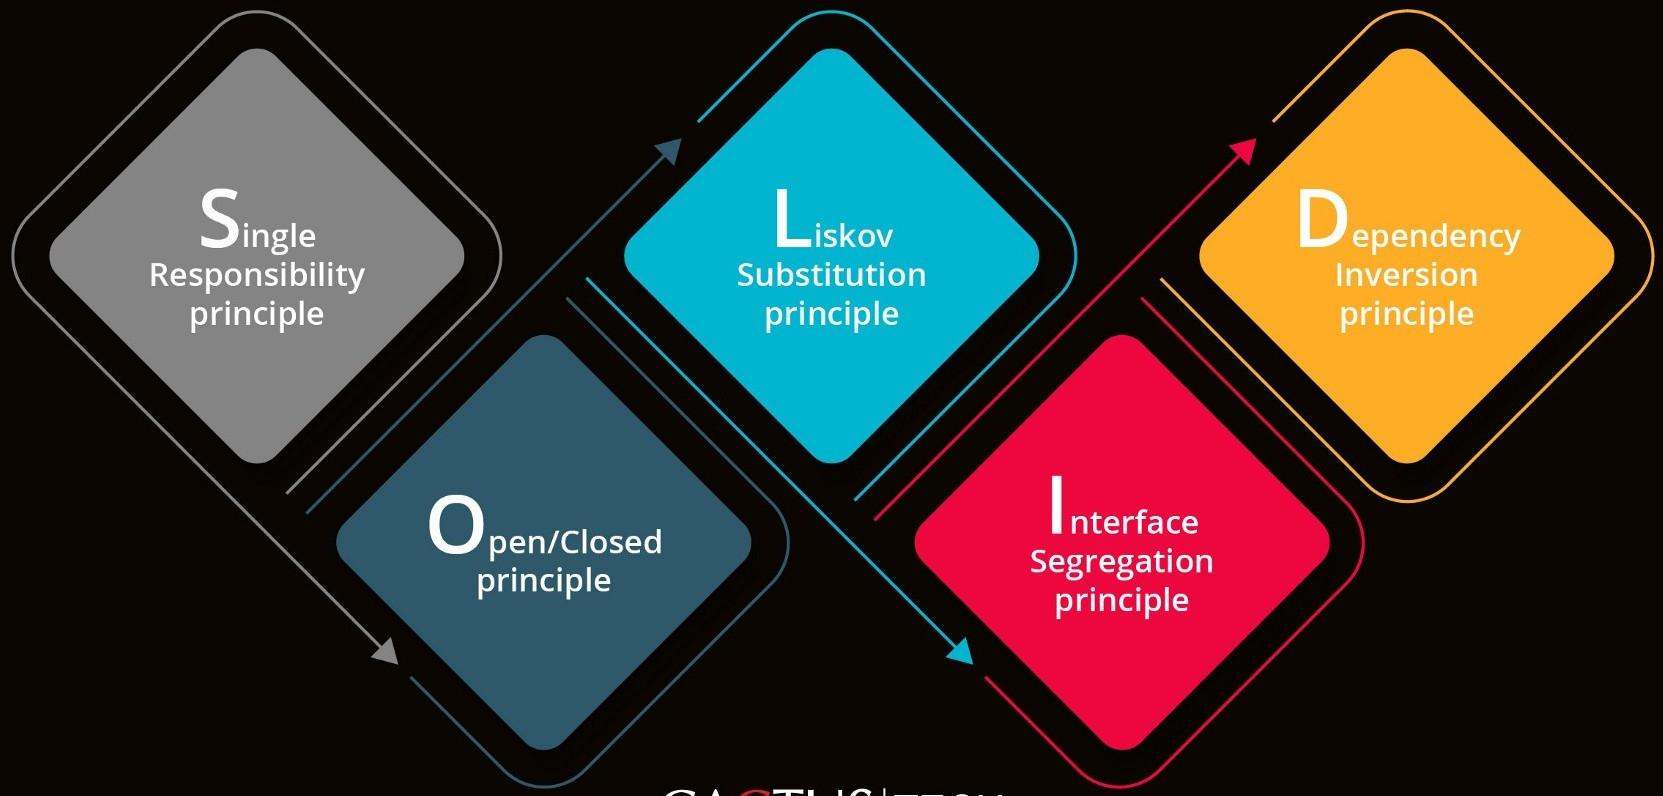 Single
Responsibility
principle
Open/Closed
principle
Liskov
Substitution
principle
Interface
Segregation
principle
Dependency
Inversion
principle